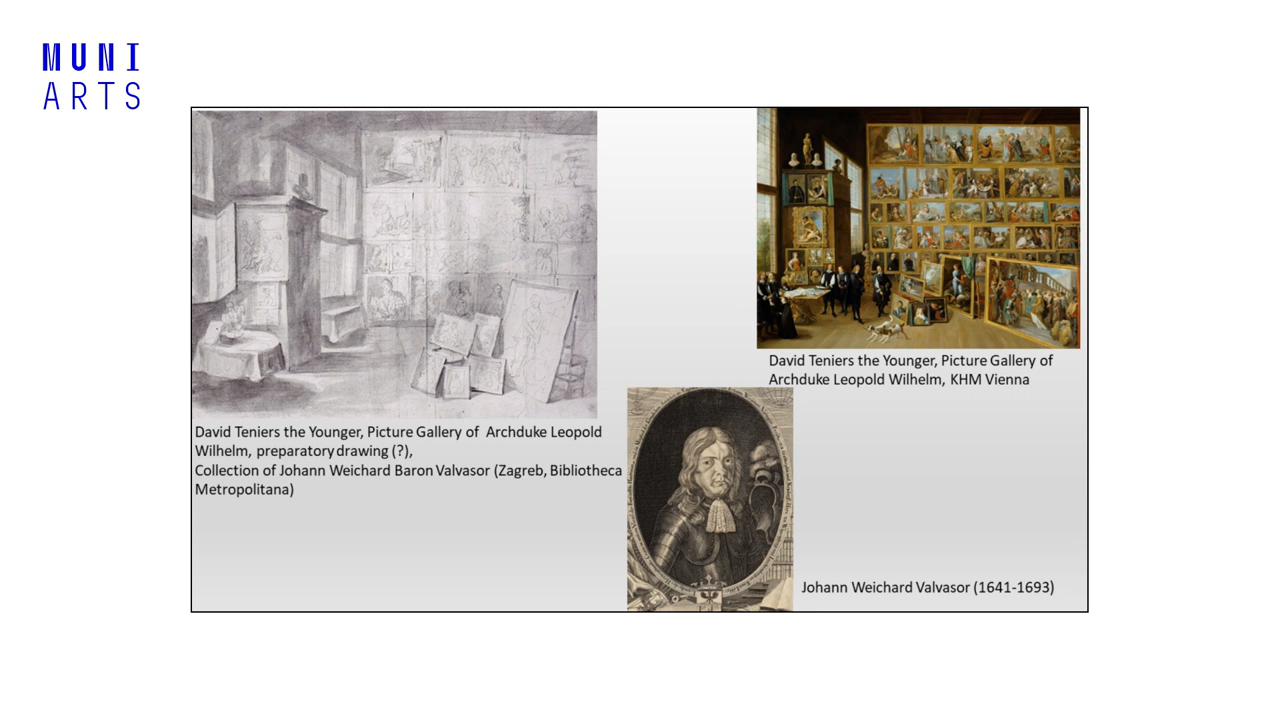 MUNI
ARTS
David Teniers the Younger, Picture Gallery of Archduke Leopold
Wilhelm, preparatory drawing (?),
Collection of Johann Weichard Baron Valvasor (Zagreb, Bibliotheca
Metropolitana)
David Teniers the Younger, Picture Gallery of
Archduke Leopold Wilhelm, KHM Vienna
Johann Weichard Valvasor (1641-1693)